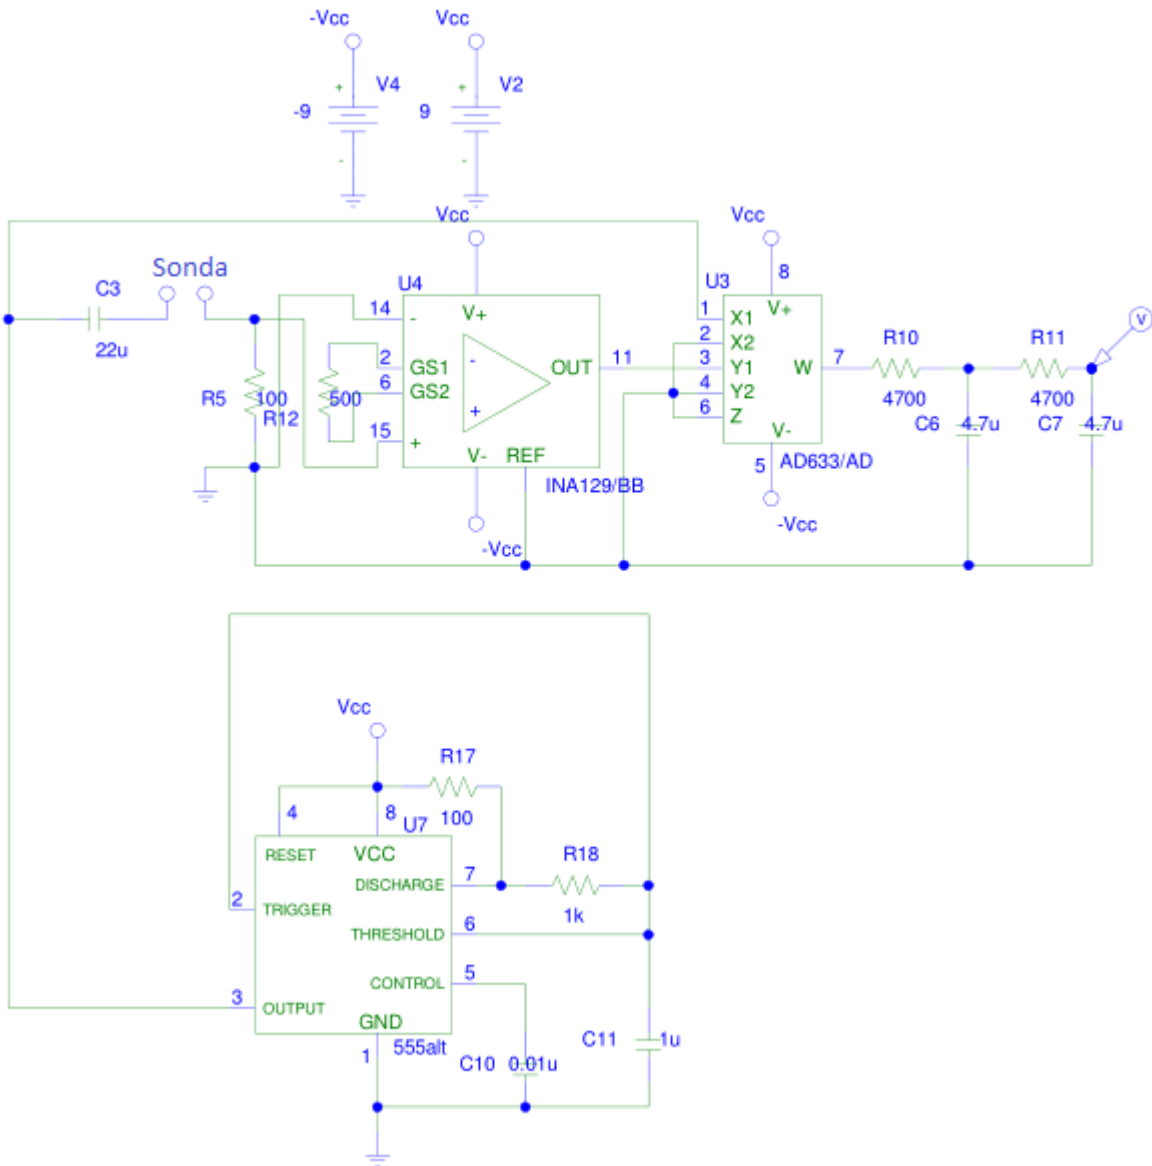 -Vcc
Vcc
+ V4
-9
-
+ V2
9
-
Vcc
Vcc
Sonda
C3
22u
R5 100
R12 500
U4
14 -
V+
2 GS1
6 GS2
15 +
-
+
OUT 11
V- REF
INA129/BB
-Vcc
U3
8
V+
1 X1
2 X2
3 Y1
4 Y2
6 Z
W 7
V-
5 AD633/AD
-Vcc
R10
4700
R11
4700
V
C6 4.7u
C7 4.7u
Vcc
R17
100
4
8 U7
RESET VCC
DISCHARGE 7
R18
1k
2 TRIGGER
THRESHOLD 6
CONTROL 5
3 OUTPUT
GND
1 555alt
C10 0.01u
C11 1u